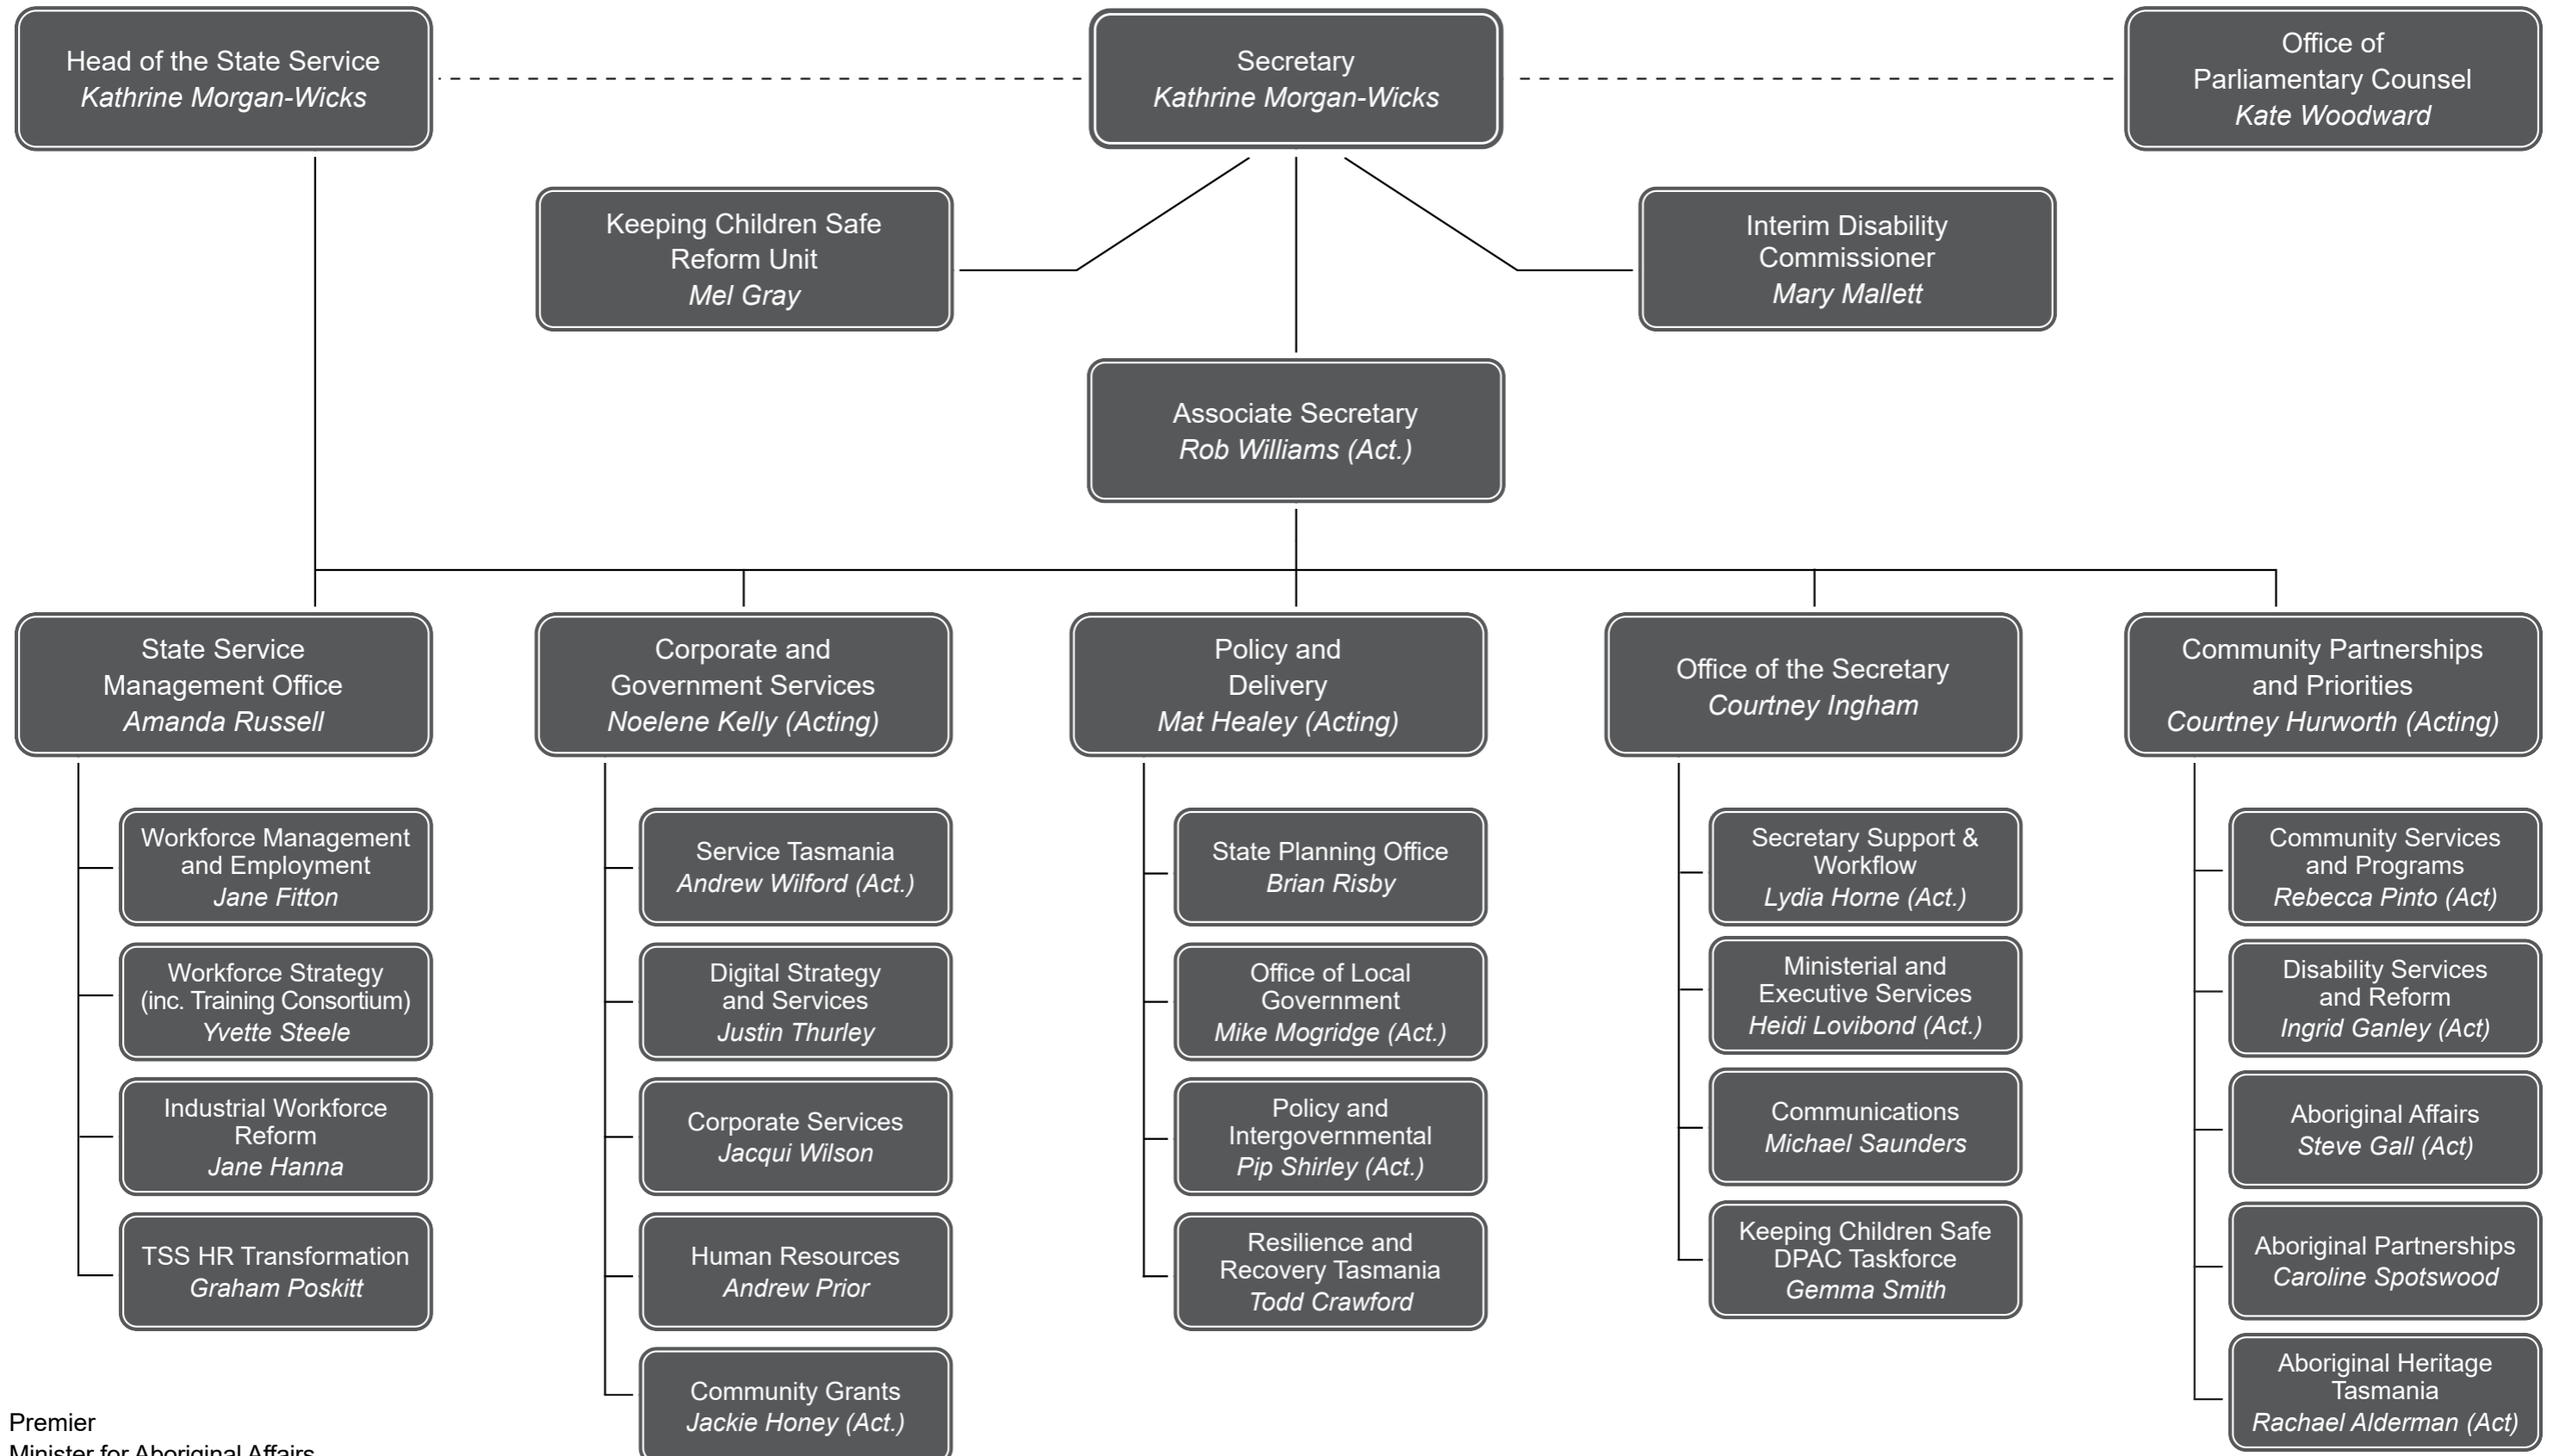 Head of the State Service
Kathrine Morgan-Wicks
Secretary
Kathrine Morgan-Wicks
Office of
Parliamentary Counsel
Kate Woodward
Keeping Children Safe
Reform Unit
Mel Gray
Interim Disability
Commissioner
Mary Mallett
Associate Secretary
Rob Williams (Act.)
State Service
Management Office
Amanda Russell
Corporate and
Government Services
Noelene Kelly (Acting)
Policy and
Delivery
Mat Healey (Acting)
Office of the Secretary
Courtney Ingham
Community Partnerships
and Priorities
Courtney Hurworth (Acting)
Workforce Management
and Employment
Jane Fitton
Workforce Strategy
(inc. Training Consortium)
Yvette Steele
Industrial Workforce
Reform
Jane Hanna
TSS HR Transformation
Graham Poskitt
Service Tasmania
Andrew Wilford (Act.)
Digital Strategy
and Services
Justin Thurley
Corporate Services
Jacqui Wilson
Human Resources
Andrew Prior
Community Grants
Jackie Honey (Act.)
State Planning Office
Brian Risby
Office of Local
Government
Mike Mogridge (Act.)
Policy and
Intergovernmental
Pip Shirley (Act.)
Resilience and
Recovery Tasmania
Todd Crawford
Secretary Support &
Workflow
Lydia Horne (Act.)
Ministerial and
Executive Services
Heidi Lovibond (Act.)
Communications
Michael Saunders
Keeping Children Safe
DPAC Taskforce
Gemma Smith
Community Services
and Programs
Rebecca Pinto (Act)
Disability Services
and Reform
Ingrid Ganley (Act)
Aboriginal Affairs
Steve Gall (Act)
Aboriginal Partnerships
Caroline Spotswood
Aboriginal Heritage
Tasmania
Rachael Alderman (Act)
Premier
Minister for Aboriginal Affairs